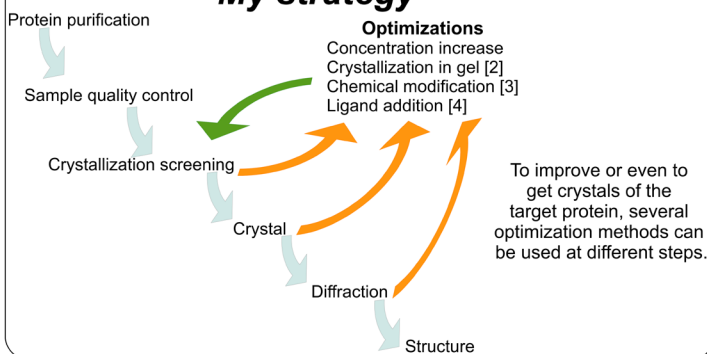 My strategy
Protein purification
Optimizations
Concentration increase
Crystallization in gel [2]
Chemical modification [3]
Ligand addition [4]
Sample quality control
Crystallization screening
To improve or even to
get crystals of the
target protein, several
optimization methods can
be used at different steps.
Crystal
Diffraction
Structure